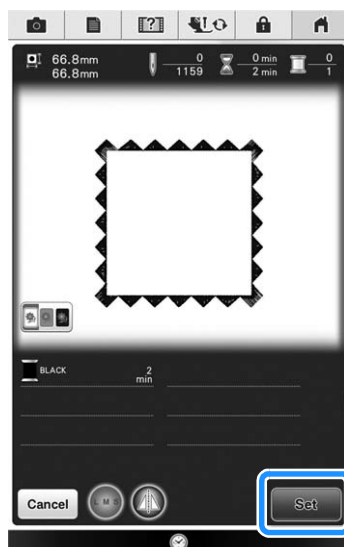 ?
66.8mm 0 0 min 0
66.8mm 1159 2 min 1
BLACK 2
min
Cancel L M S Set